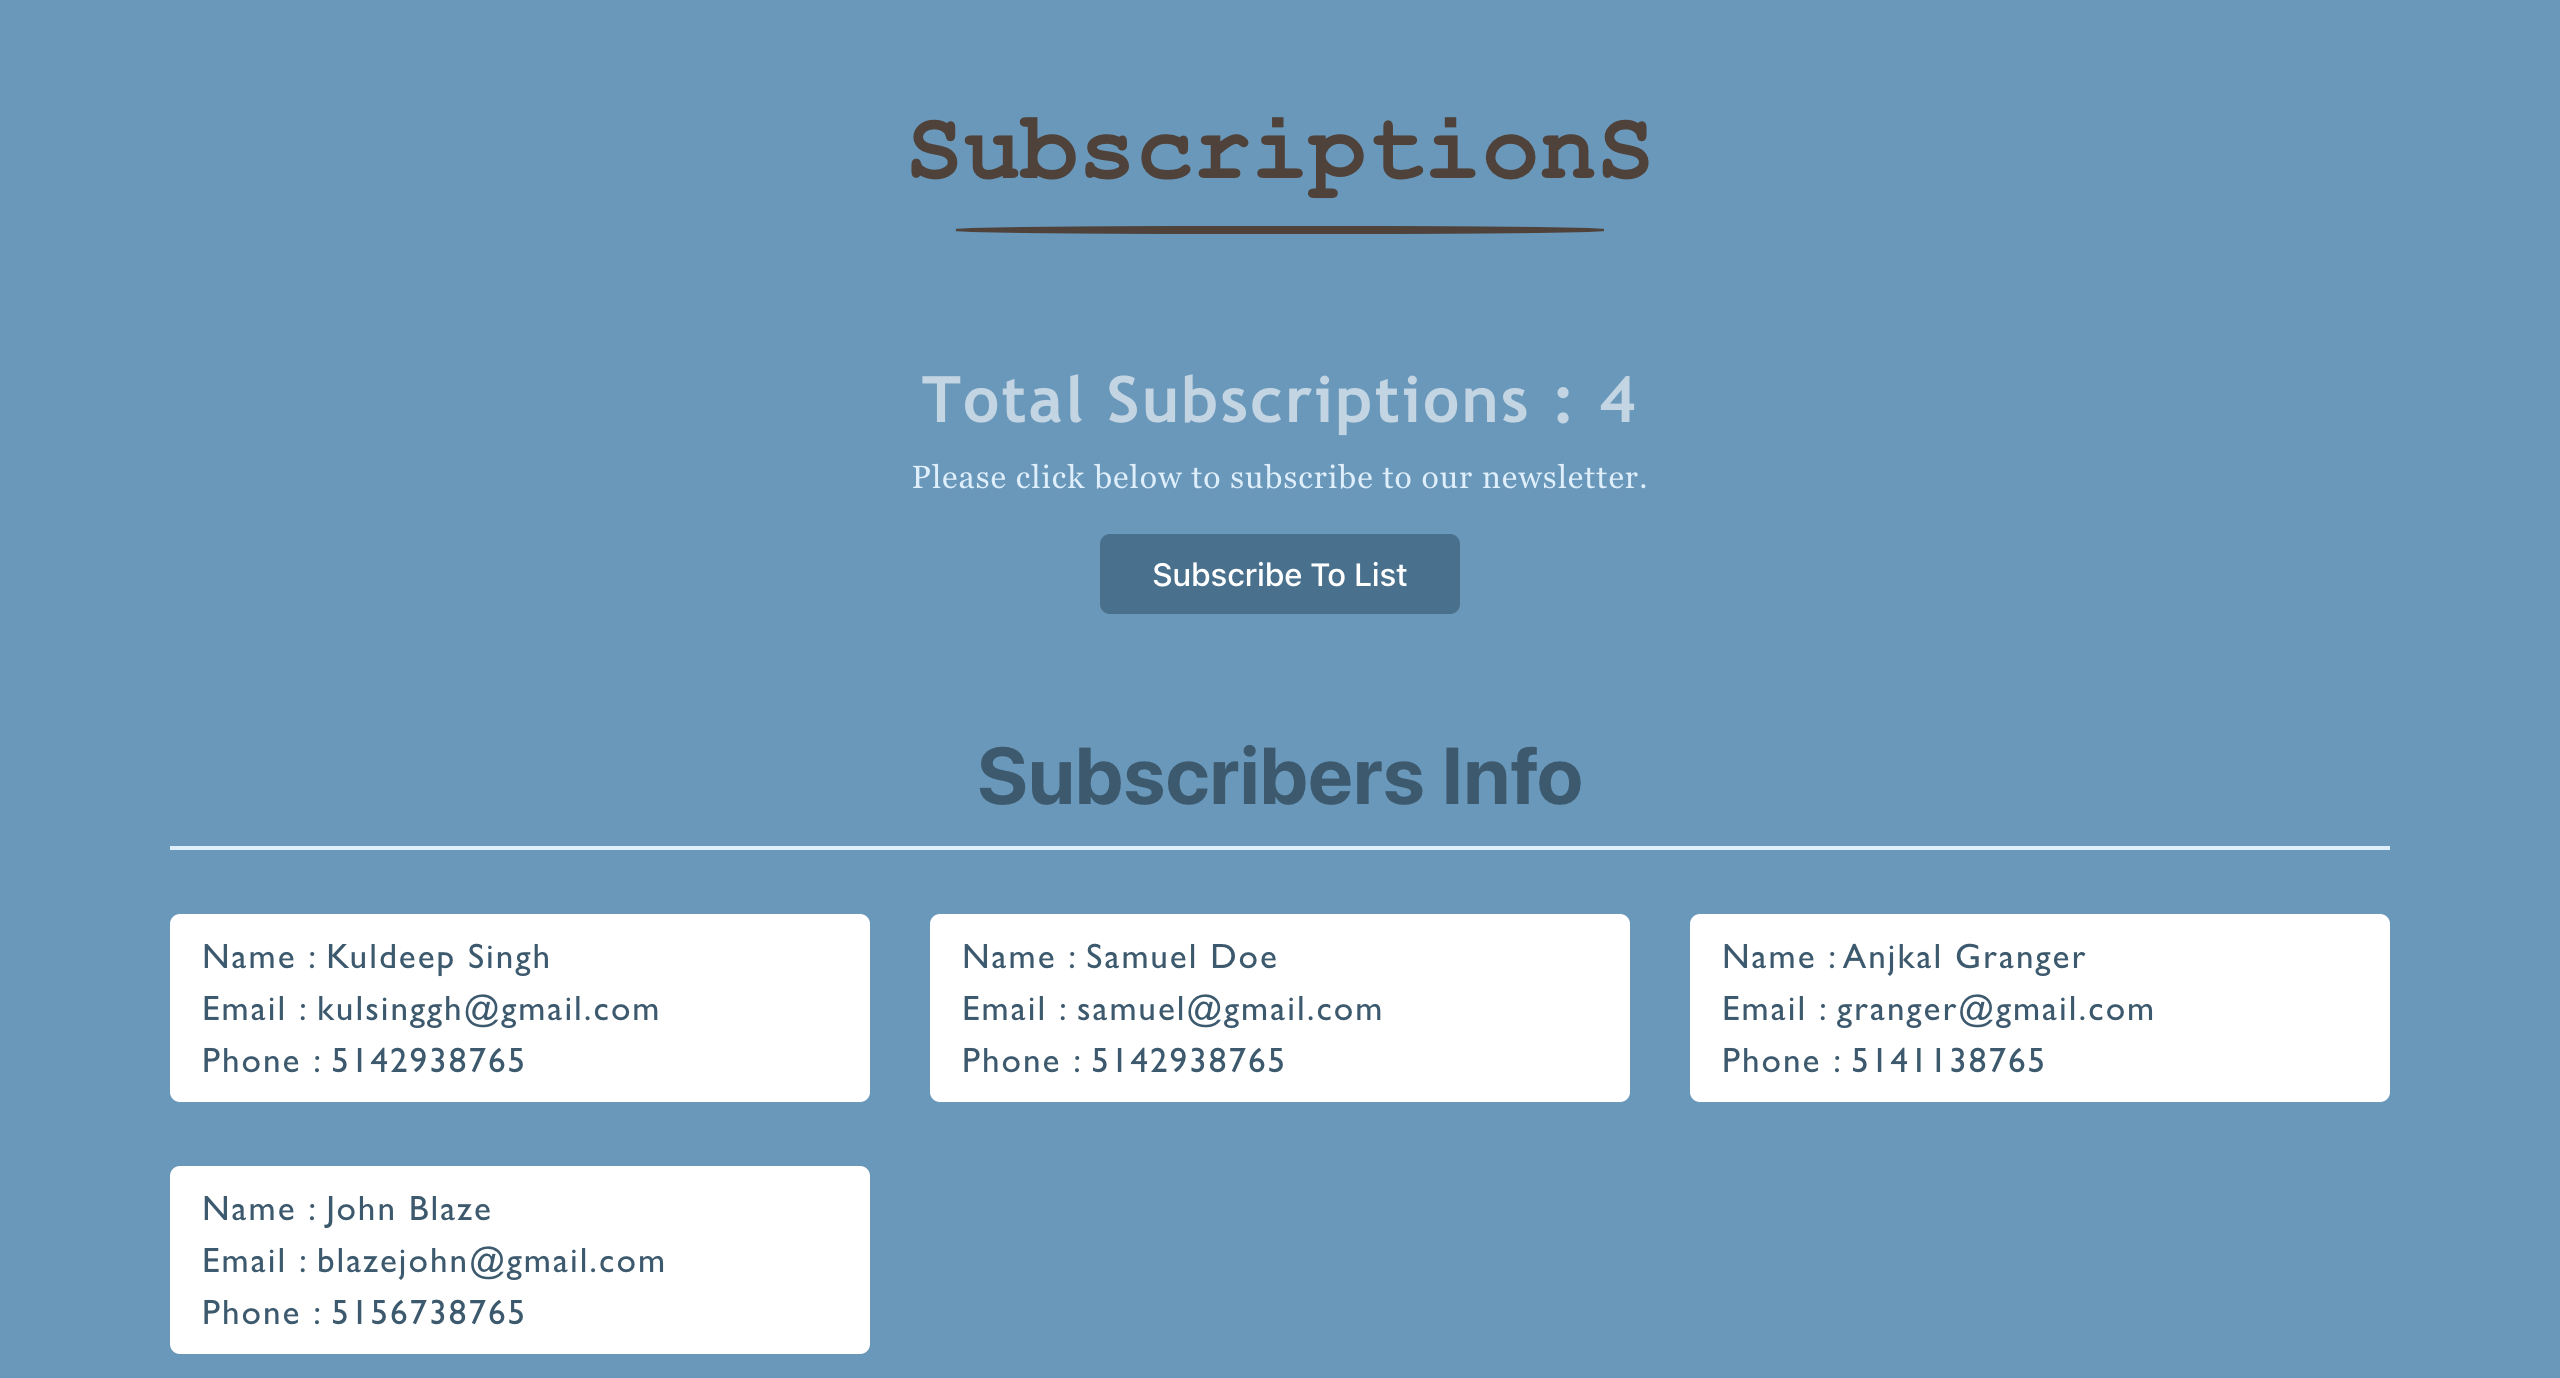 SubscriptionS
Total Subscriptions : 4
Please click below to subscribe to our newsletter.
Subscribe To List
Subscribers Info
Name : Kuldeep Singh
Email : kulsinggh@gmail.com
Phone : 5142938765
Name : Samuel Doe
Email : samuel@gmail.com
Phone : 5142938765
Name : Anjkal Granger
Email : granger@gmail.com
Phone : 5141138765
Name : John Blaze
Email : blazejohn@gmail.com
Phone : 5156738765